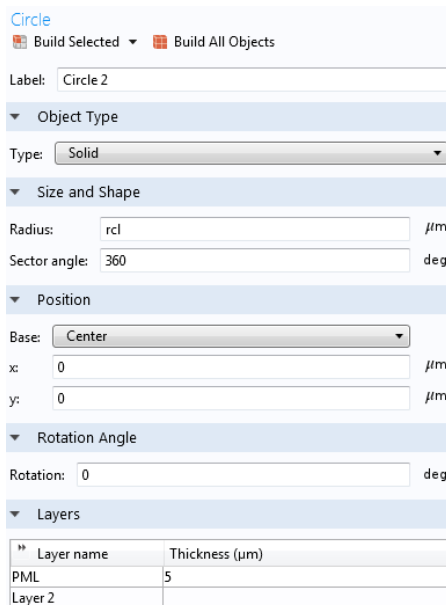 Circle
Build Selected Build All Objects
Label: Circle 2
Object Type
Type: Solid
Size and Shape
Radius: rcl μm
Sector angle: 360 deg
Position
Base: Center
x: 0 μm
y: 0 μm
Rotation Angle
Rotation: 0 deg
Layers
Layer name Thickness (μm)
PML 5
Layer 2